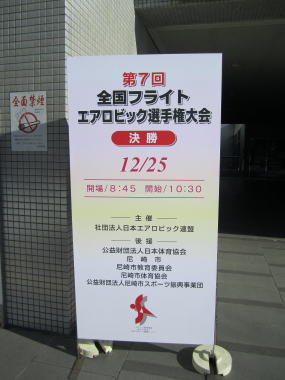 第7回
全国フライト
エアロビック選手権大会
決勝
12/25
開場/8:45 開始/10:30
主催
社団法人日本エアロビック連盟
後援
公益財団法人日本体育協会
尼崎市
尼崎市教育委員会
尼崎市体育協会
公益財団法人尼崎市スポーツ振興事業団
全面禁煙